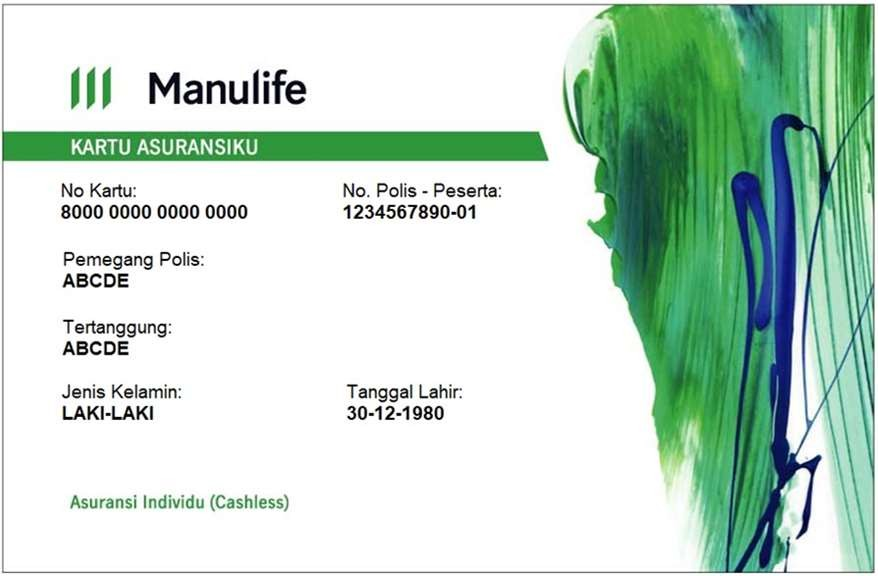 Manulife
KARTU ASURANSIKU
No Kartu: No. Polis - Peserta:
8000 0000 0000 0000 1234567890-01
Pemegang Polis:
ABCDE
Tertanggung:
ABCDE
Jenis Kelamin: Tanggal Lahir:
LAKI-LAKI 30-12-1980
Asuransi Individu (Cashless)